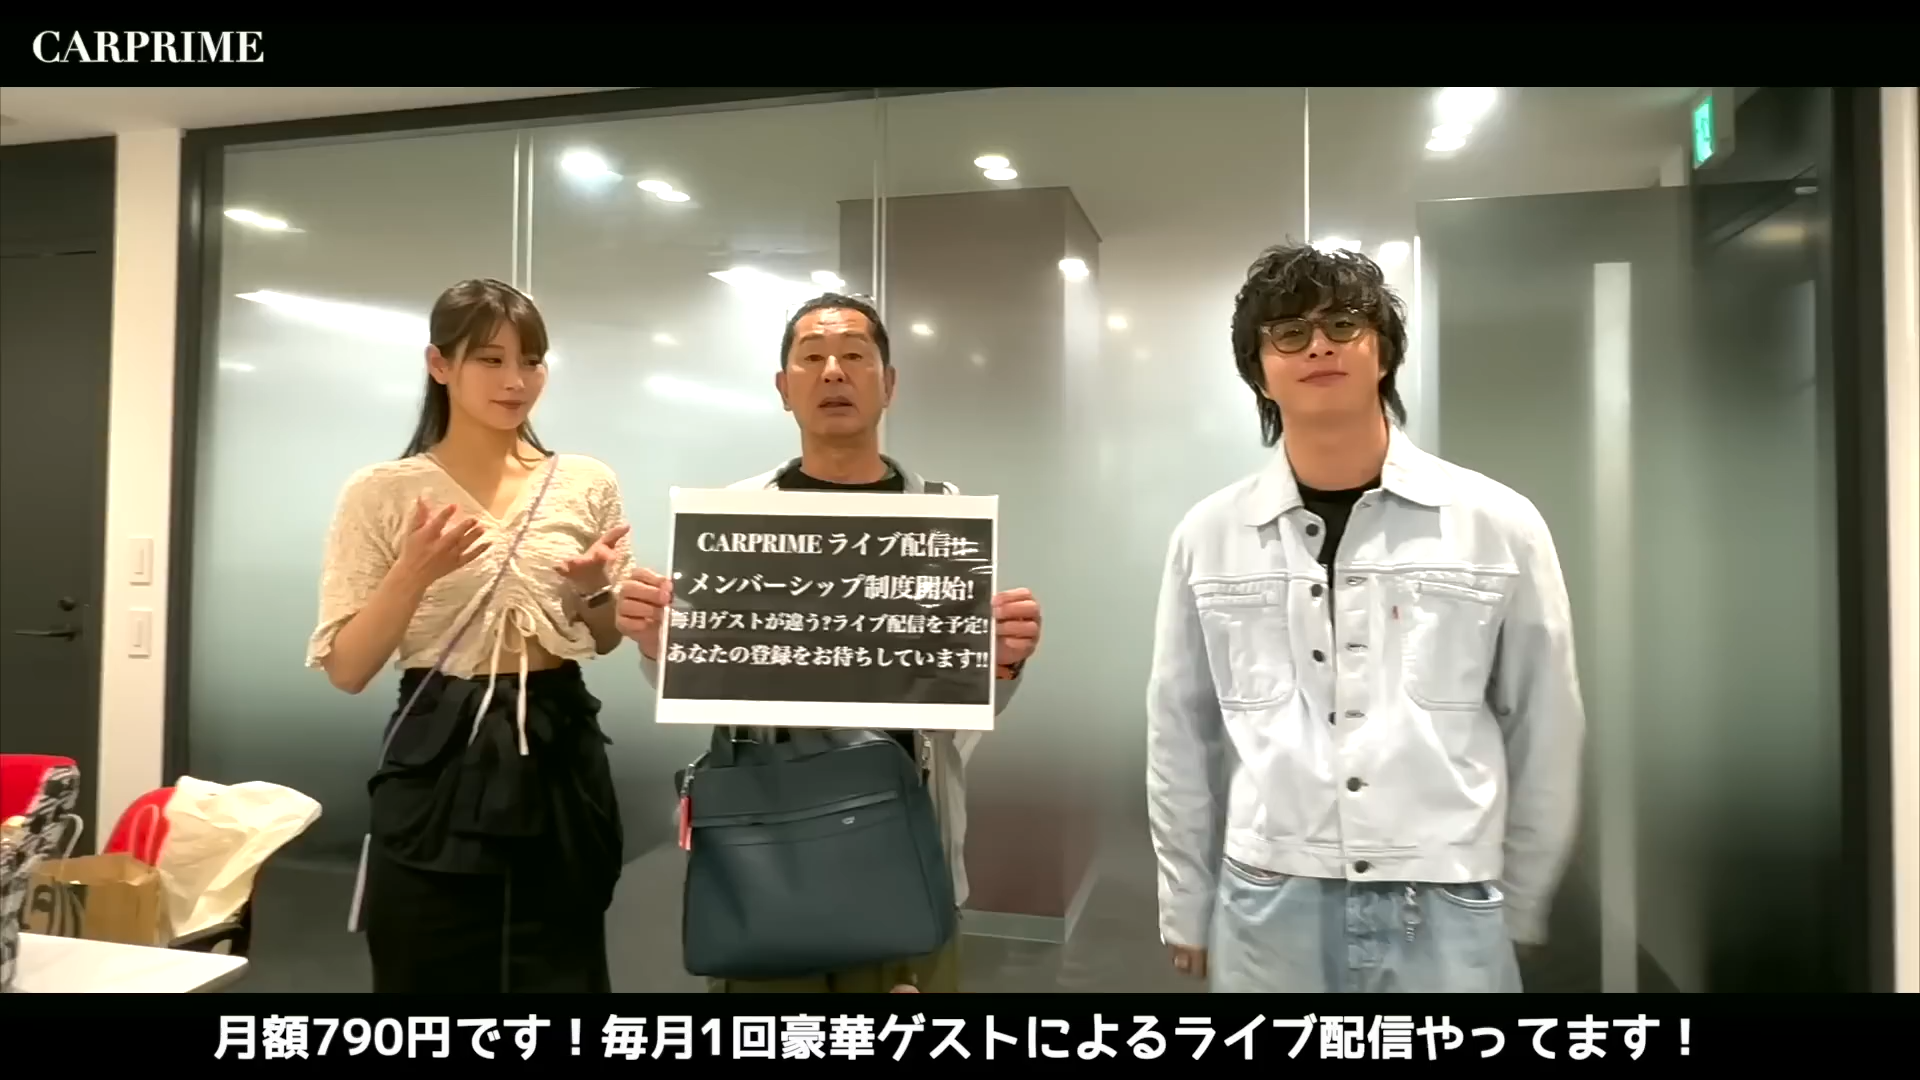 CARPRIME
CARPRIME ライブ配信!!
メンバーシップ制度開始!
毎月ゲストが違う?ライブ配信を予定!
あなたの登録をお待ちしています!!
月額790円です！毎月1回豪華ゲストによるライブ配信やってます！